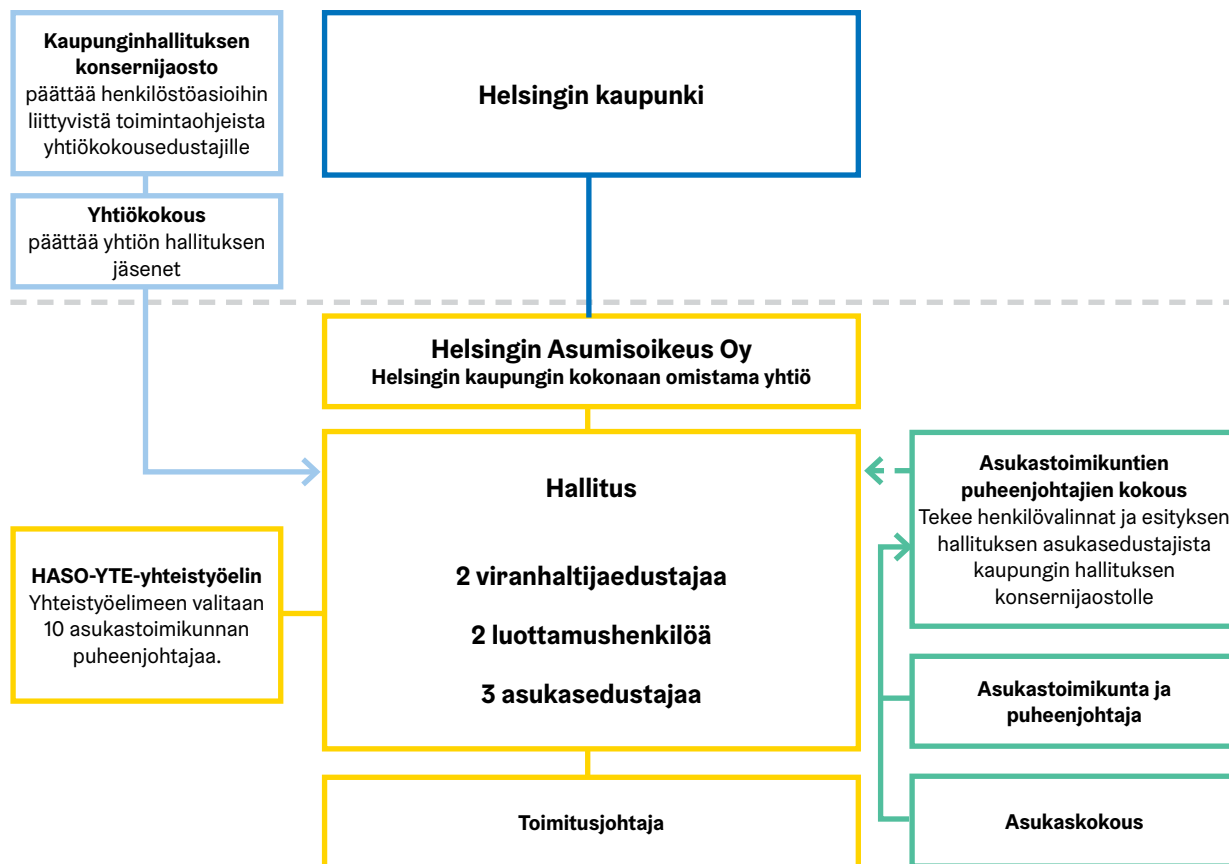 Kaupunginhallituksen
konsernijaosto
päättää henkilöstöasioihin
liittyvistä toimintaohjeista
yhtiökokousedustajille
Helsingin kaupunki
Yhtiökokous
päättää yhtiön hallituksen
jäsenet
Helsingin Asumisoikeus Oy
Helsingin kaupungin kokonaan omistama yhtiö
Hallitus
2 viranhaltijaedustajaa
2 luottamushenkilöä
3 asukasedustajaa
HASO-YTE-yhteistyöelin
Yhteistyöelimeen valitaan
10 asukastoimikunnan
puheenjohtajaa.
Asukastoimikuntien
puheenjohtajien kokous
Tekee henkilövalinnat ja esityksen
hallituksen asukasedustajista
kaupungin hallituksen
konsernijaostolle
Asukastoimikunta ja
puheenjohtaja
Toimitusjohtaja
Asukaskokous